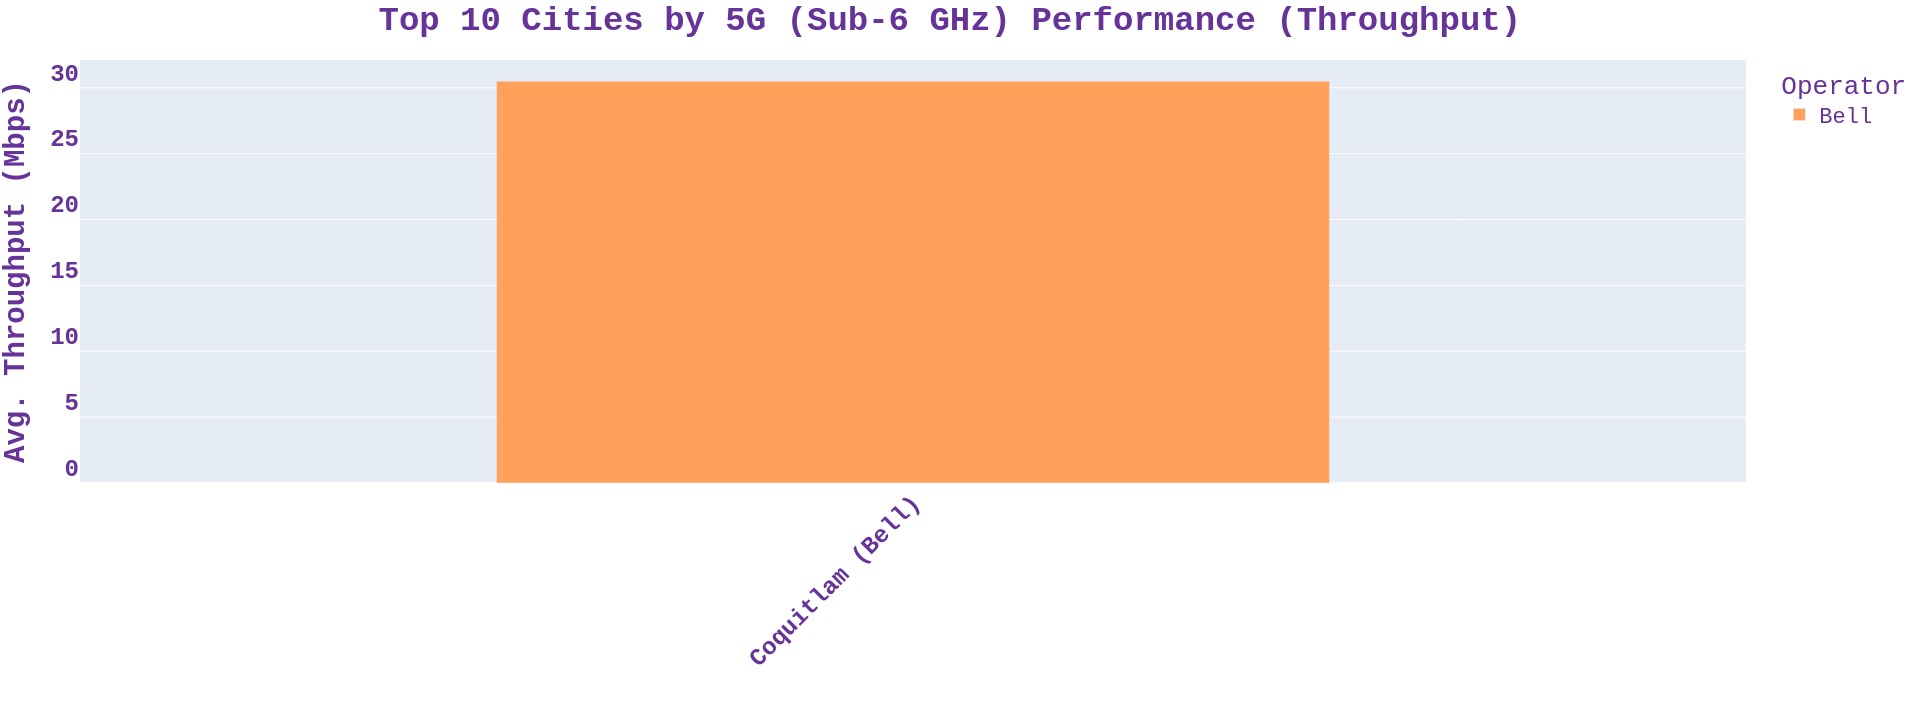 Top 10 Cities by 5G (Sub-6 GHz) Performance (Throughput)
Avg. Throughput (Mbps)
30
25
20
15
10
5
0
Coquitlam (Bell)
Operator
Bell